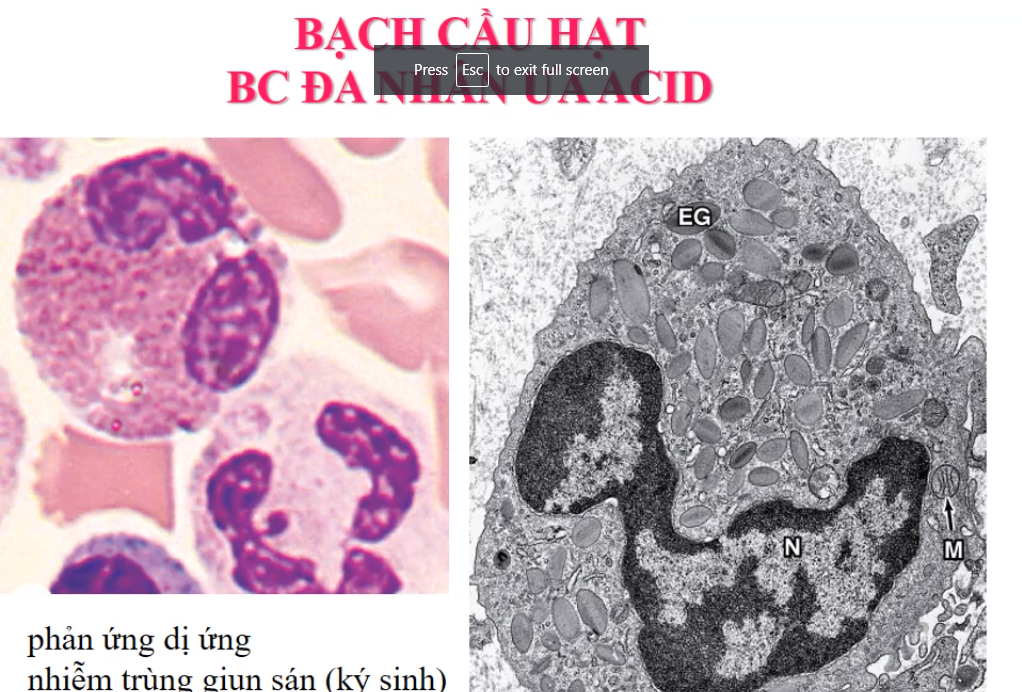 BẠCH CẦU HẠT
Press Esc to exit full screen
BC ĐA NHÂN ƯA ACID
EG
N
M
phản ứng dị ứng
nhiễm trùng giun sán (ký sinh)